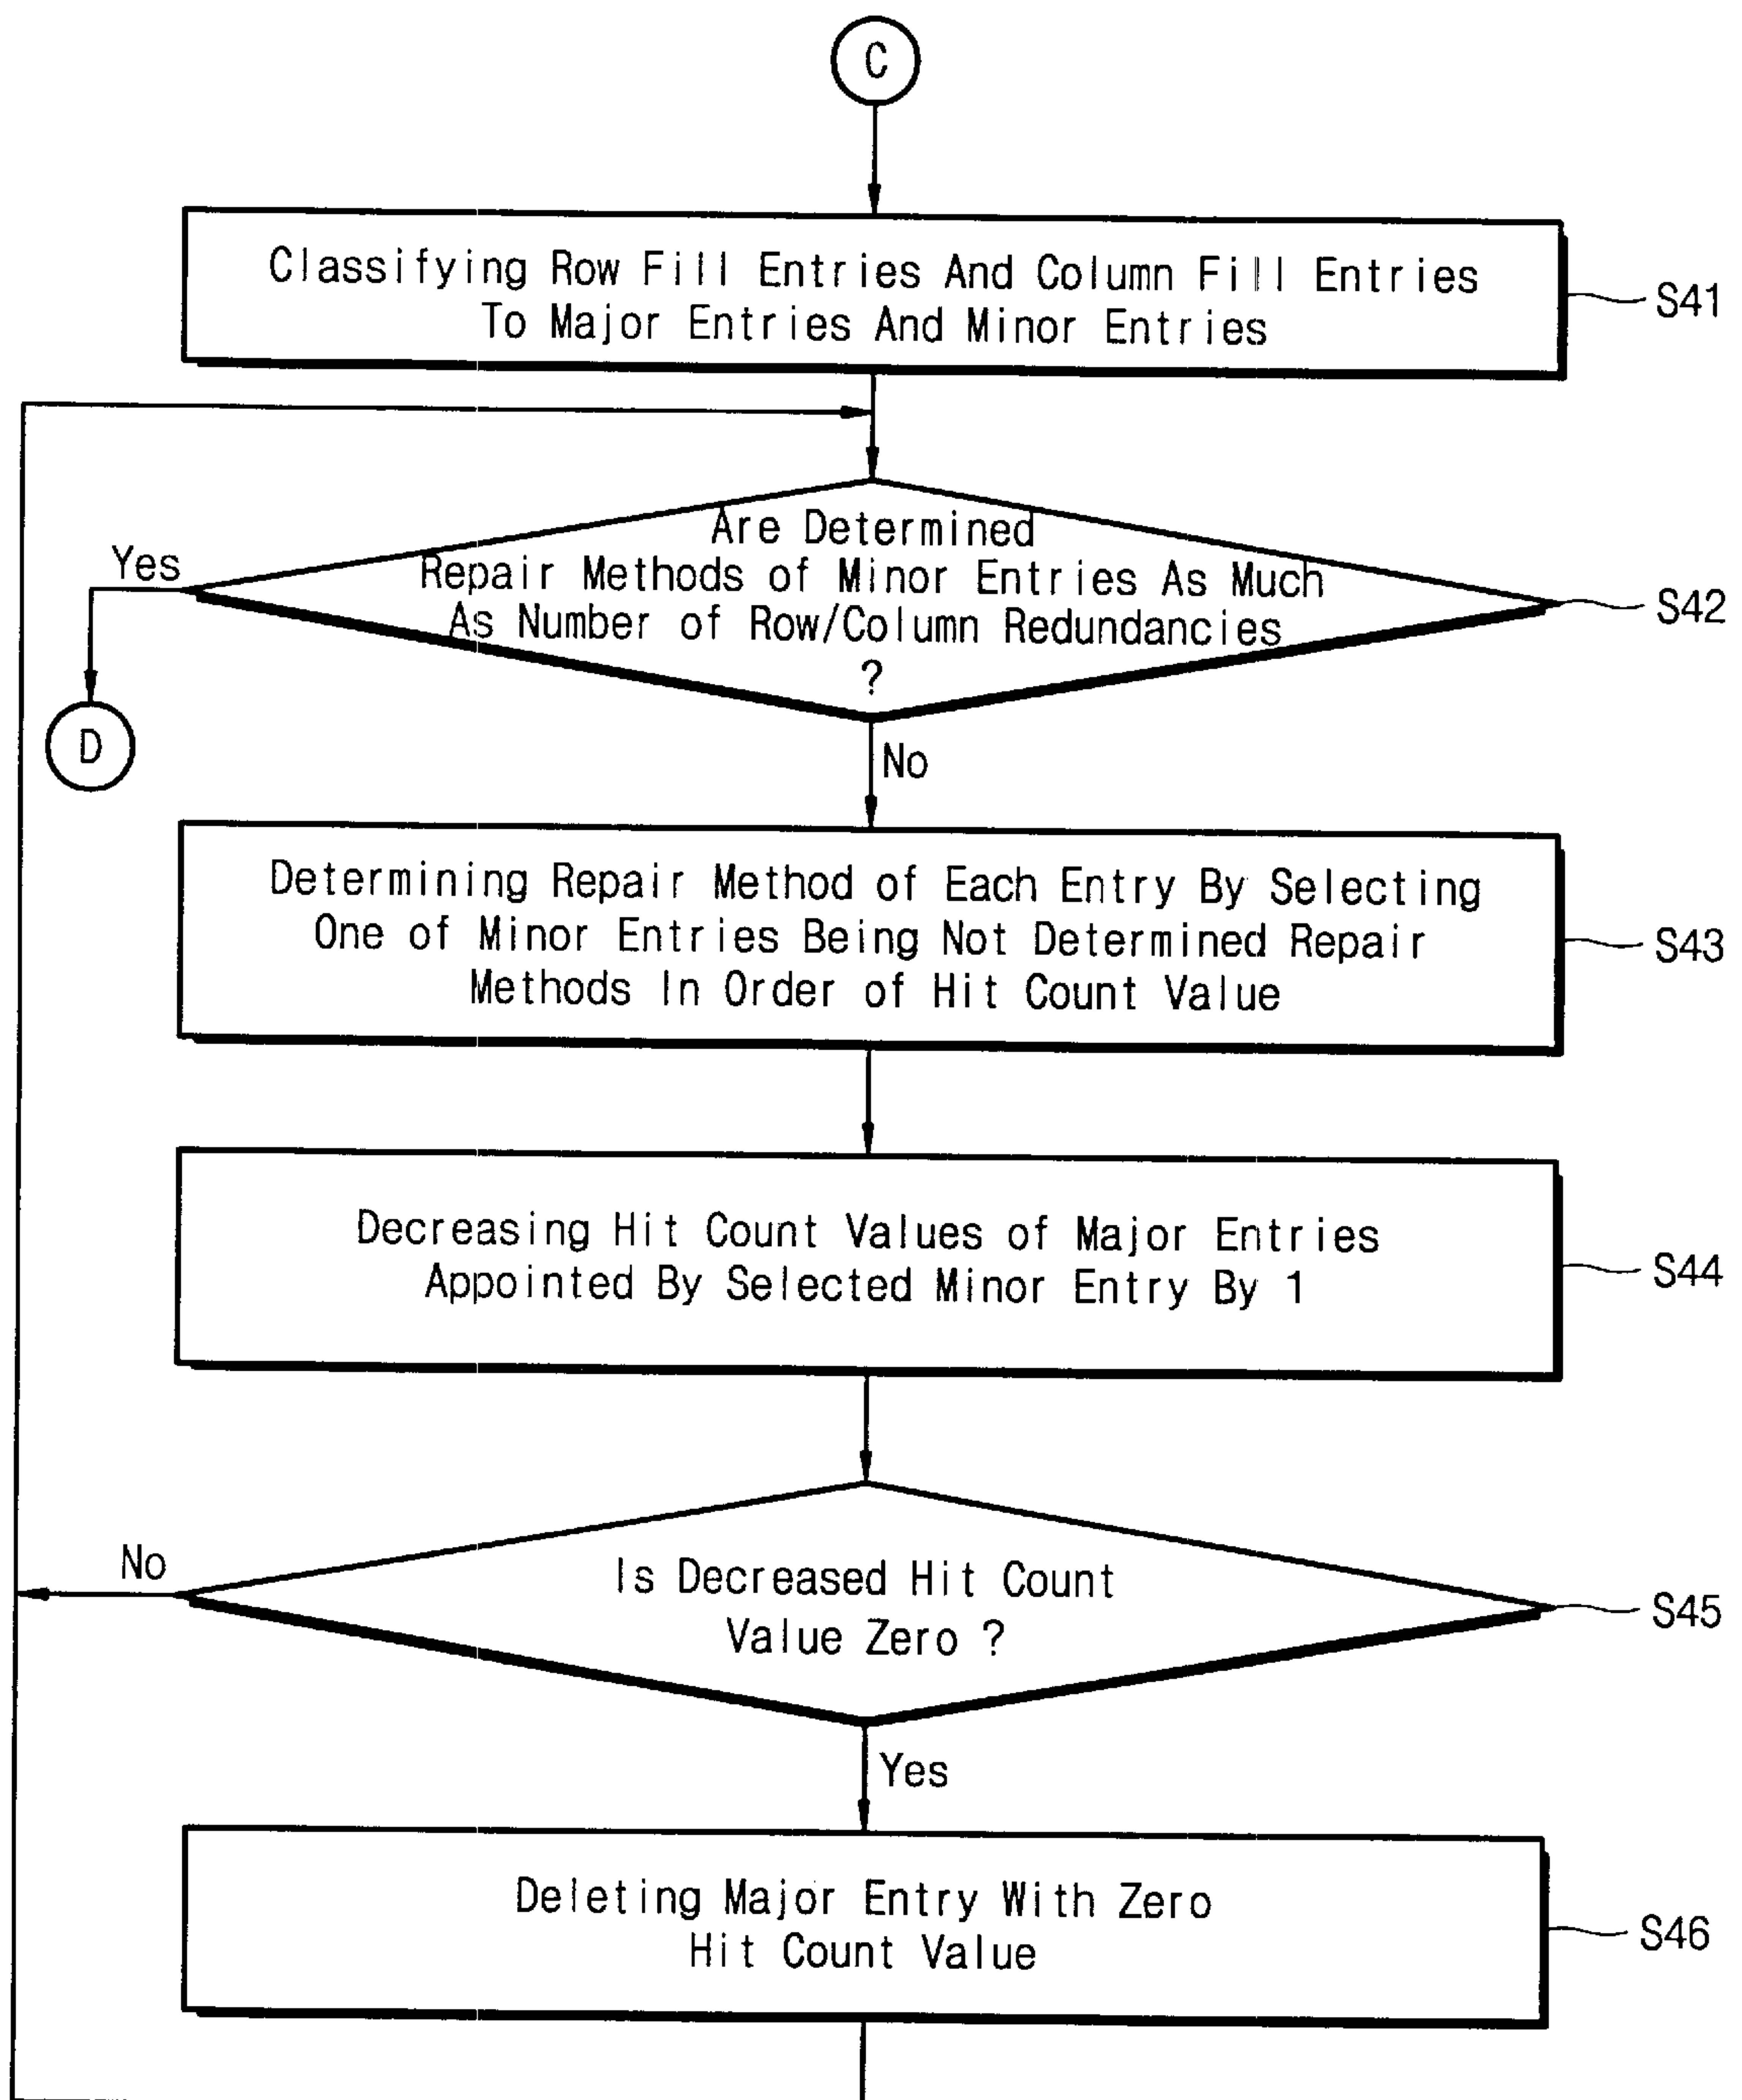 C
Classifying Row Fill Entries And Column Fill Entries
To Major Entries And Minor Entries
S41
Are Determined
Repair Methods of Minor Entries As Much
As Number of Row/Column Redundancies
?
S42
Yes
D
No
Determining Repair Method of Each Entry By Selecting
One of Minor Entries Being Not Determined Repair
Methods In Order of Hit Count Value
S43
Decreasing Hit Count Values of Major Entries
Appointed By Selected Minor Entry By 1
S44
No
Is Decreased Hit Count
Value Zero ?
S45
Yes
Deleting Major Entry With Zero
Hit Count Value
S46